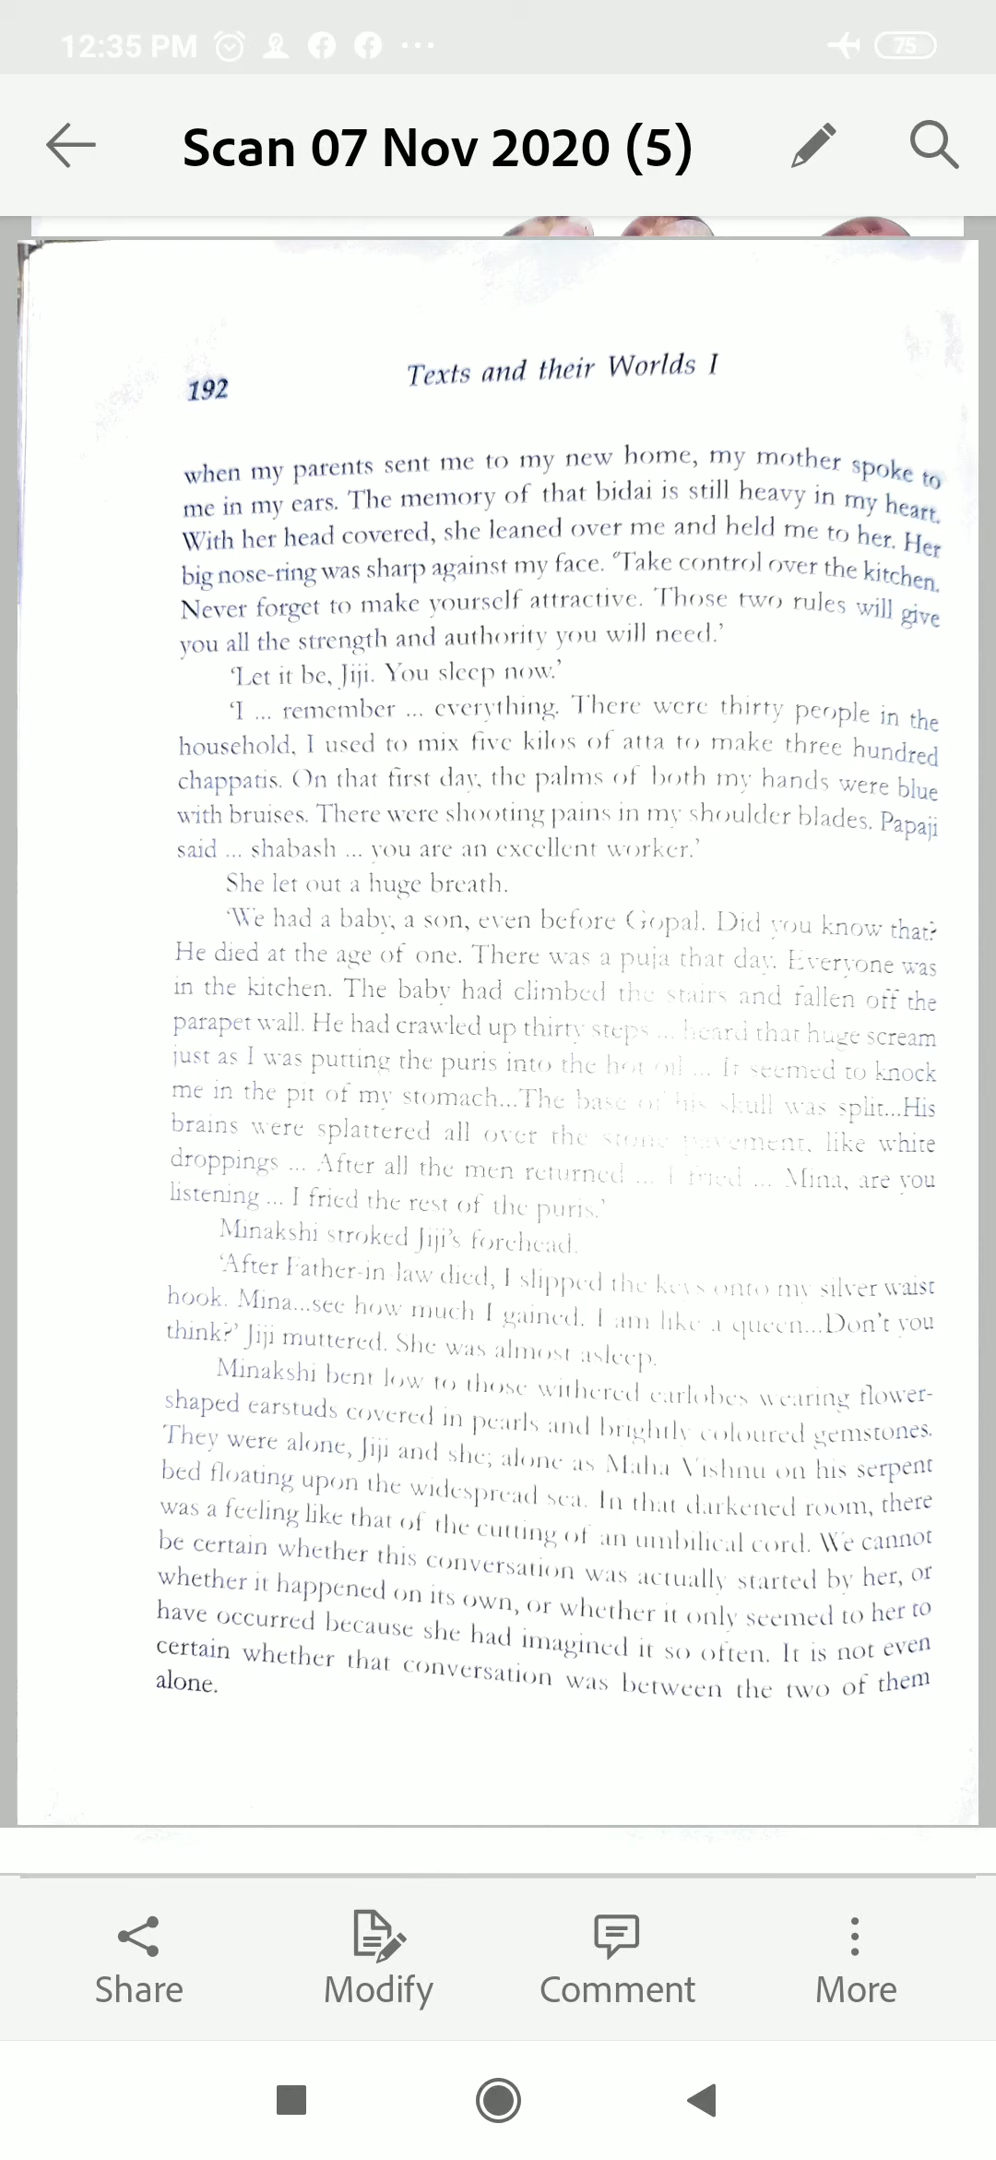 12:35 PM
75
Scan 07 Nov 2020 (5)
192
Texts and their Worlds I
when my parents sent me to my new home, my mother spoke to
me in my ears. The memory of that bidai is still heavy in my heart.
With her head covered, she leaned over me and held me to her. Her
big nose-ring was sharp against my face. "Take control over the kitchen.
Never forget to make yourself attractive. Those two rules will give
you all the strength and authority you will need.'
'Let it be, Jiji. You sleep now.'
'I ... remember ... everything. There were thirty people in the
household, I used to mix five kilos of atta to make three hundred
chappatis. On that first day, the palms of both my hands were blue
with bruises. There were shooting pains in my shoulder blades. Papaji
said ... shabash ... you are an excellent worker.'
She let out a huge breath.
'We had a baby, a son, even before Gopal. Did you know that?
He died at the age of one. There was a puja that day. Everyone was
in the kitchen. The baby had climbed the stairs and fallen off the
parapet wall. He had crawled up thirty steps ... heard that huge scream
just as I was putting the puris into the hot oil ... It seemed to knock
me in the pit of my stomach...The base of his skull was split...His
brains were splattered all over the stone pavement, like white
droppings ... After all the men returned ... I fried ... Mina, are you
listening ... I fried the rest of the puris.'
Minakshi stroked Jiji's forehead.
'After Father-in-law died, I slipped the keys onto my silver waist
hook. Mina...see how much I gained. I am like a queen...Don't you
think?' Jiji muttered. She was almost asleep.
Minakshi bent low to those withered earlobes wearing flower-
shaped earstuds covered in pearls and brightly coloured gemstones.
They were alone, Jiji and she; alone as Maha Vishnu on his serpent
bed floating upon the widespread sea. In that darkened room, there
was a feeling like that of the cutting of an umbilical cord. We cannot
be certain whether this conversation was actually started by her, or
whether it happened on its own, or whether it only seemed to her to
have occurred because she had imagined it so often. It is not even
certain whether that conversation was between the two of them
alone.
Share
Modify
Comment
More